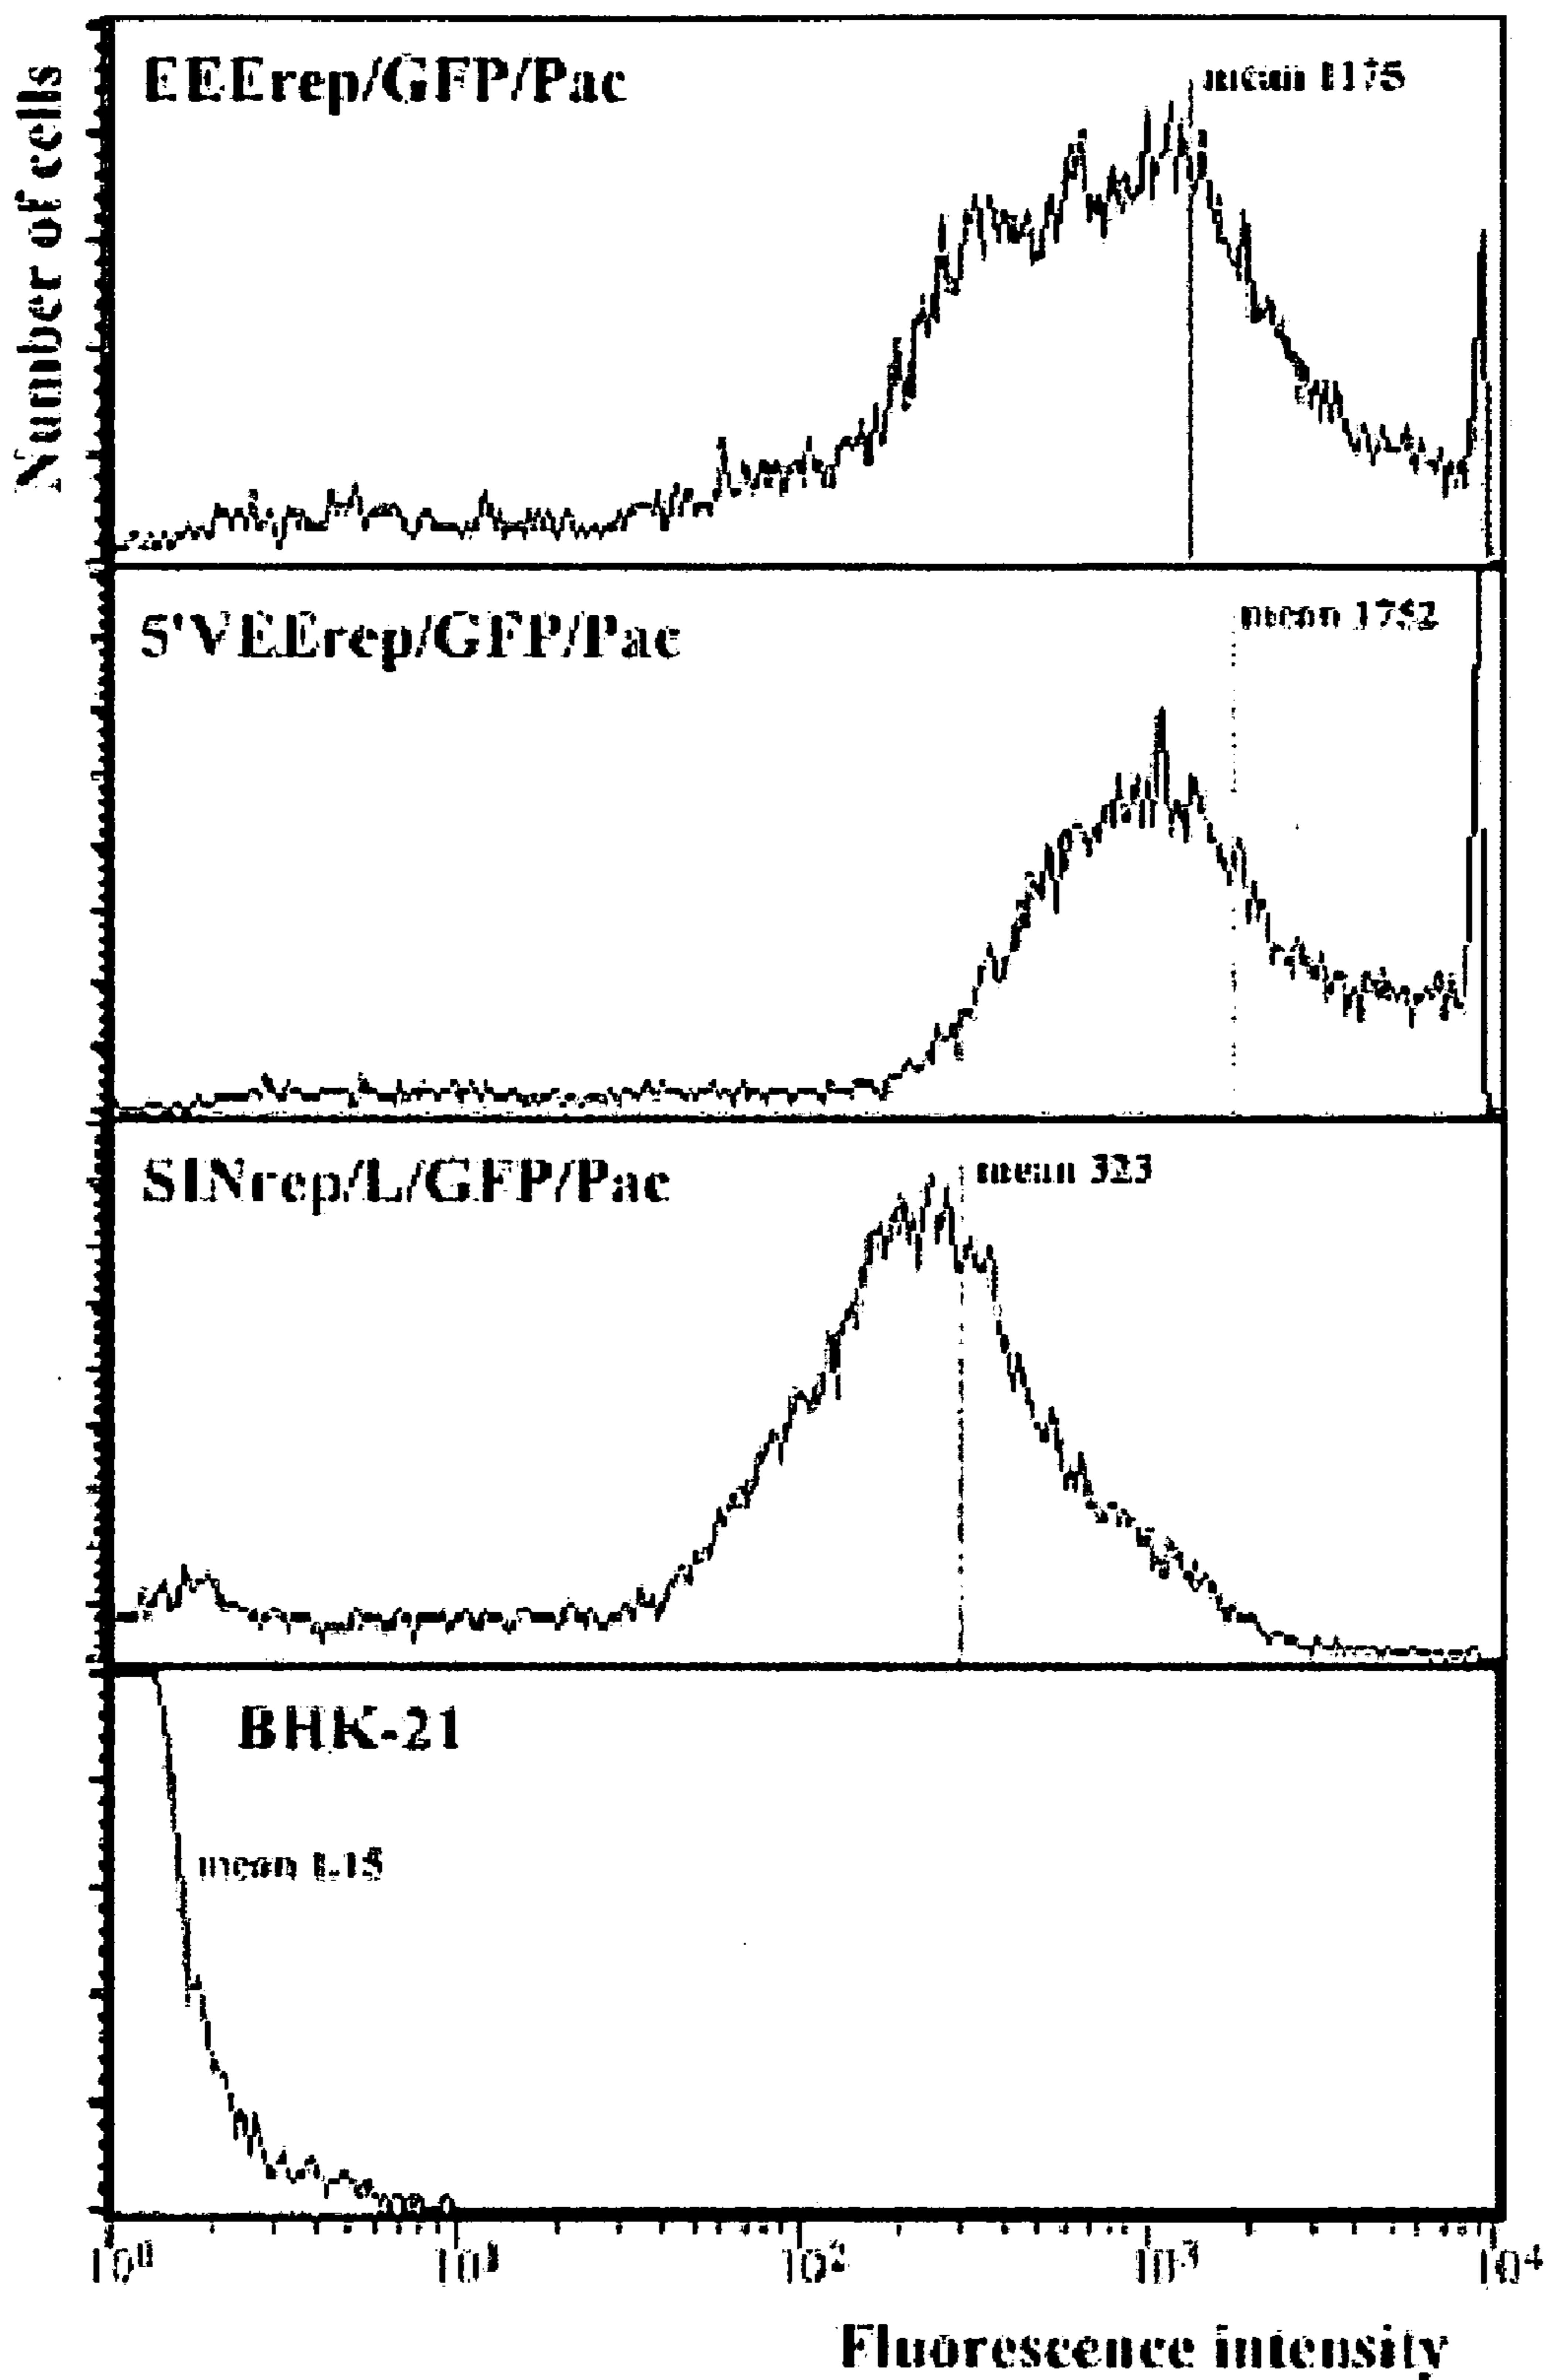 Number of cells
EEErep/GFP/Pac
mean 1175
5'VEErep/GFP/Pac
mean 1752
SINrep/L/GFP/Pac
mean 323
BHK-21
mean 1.15
10⁰ 10¹ 10² 10³ 10⁴
Fluorescence intensity